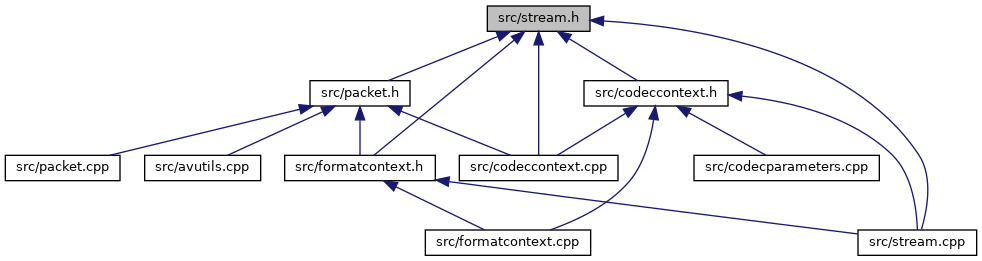 src/stream.h
src/packet.h
src/codeccontext.h
src/packet.cpp
src/avutils.cpp
src/formatcontext.h
src/codeccontext.cpp
src/codecparameters.cpp
src/formatcontext.cpp
src/stream.cpp